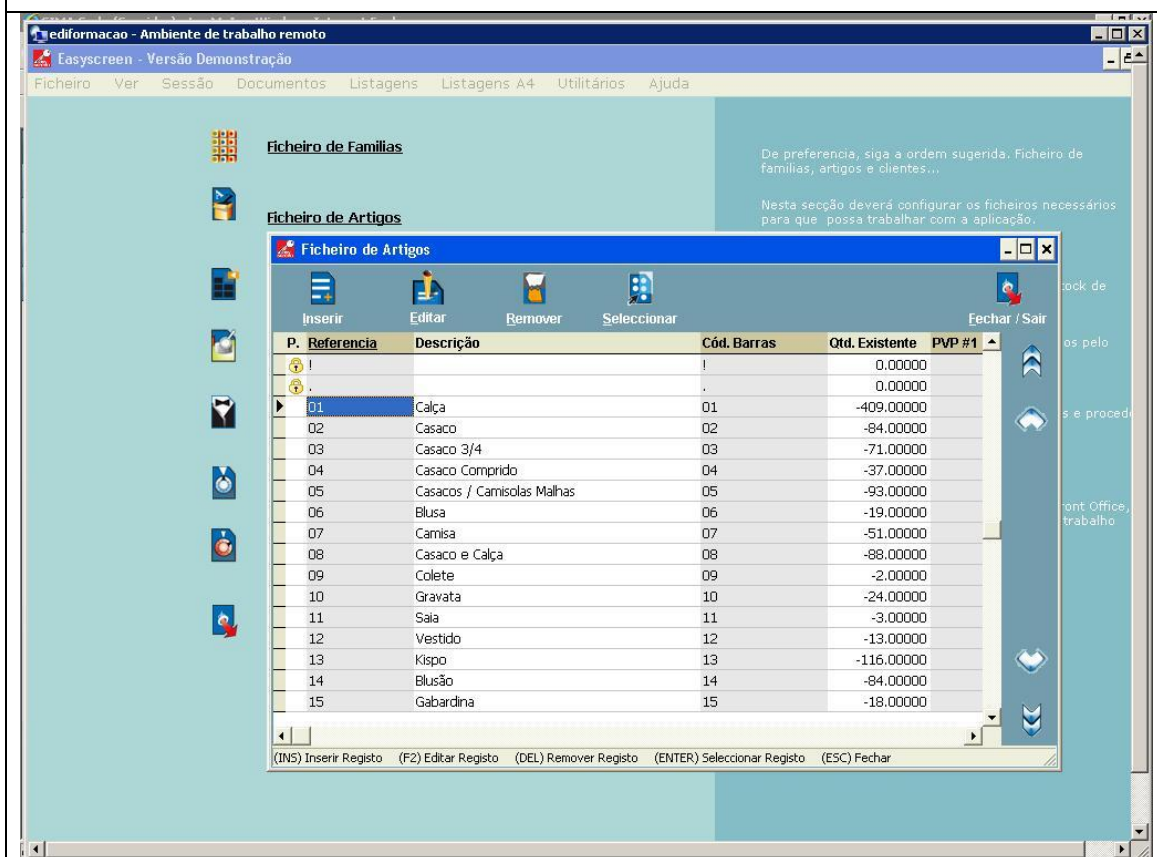 ediformacao - Ambiente de trabalho remoto
Easyscreen - Versão Demonstração
Ficheiro Ver Sessão Documentos Listagens Listagens A4 Utilitários Ajuda
Ficheiro de Familias
De preferencia, siga a ordem sugerida. Ficheiro de
familias, artigos e clientes...
Nesta secção deverá configurar os ficheiros necessários
para que possa trabalhar com a aplicação.
Ficheiro de Artigos
Ficheiro de Artigos
tock de
os pelo
s e procede
ront Office,
trabalho
Inserir Editar Remover Seleccionar Fechar / Sair
P. Referencia Descrição Cód. Barras Qtd. Existente PVP #1
! ! 0.00000
. . 0.00000
01 Calça 01 -409.00000
02 Casaco 02 -84.00000
03 Casaco 3/4 03 -71.00000
04 Casaco Comprido 04 -37.00000
05 Casacos / Camisolas Malhas 05 -93.00000
06 Blusa 06 -19.00000
07 Camisa 07 -51.00000
08 Casaco e Calça 08 -88.00000
09 Colete 09 -2.00000
10 Gravata 10 -24.00000
11 Saia 11 -3.00000
12 Vestido 12 -13.00000
13 Kispo 13 -116.00000
14 Blusão 14 -84.00000
15 Gabardina 15 -18.00000
(INS) Inserir Registo (F2) Editar Registo (DEL) Remover Registo (ENTER) Seleccionar Registo (ESC) Fechar